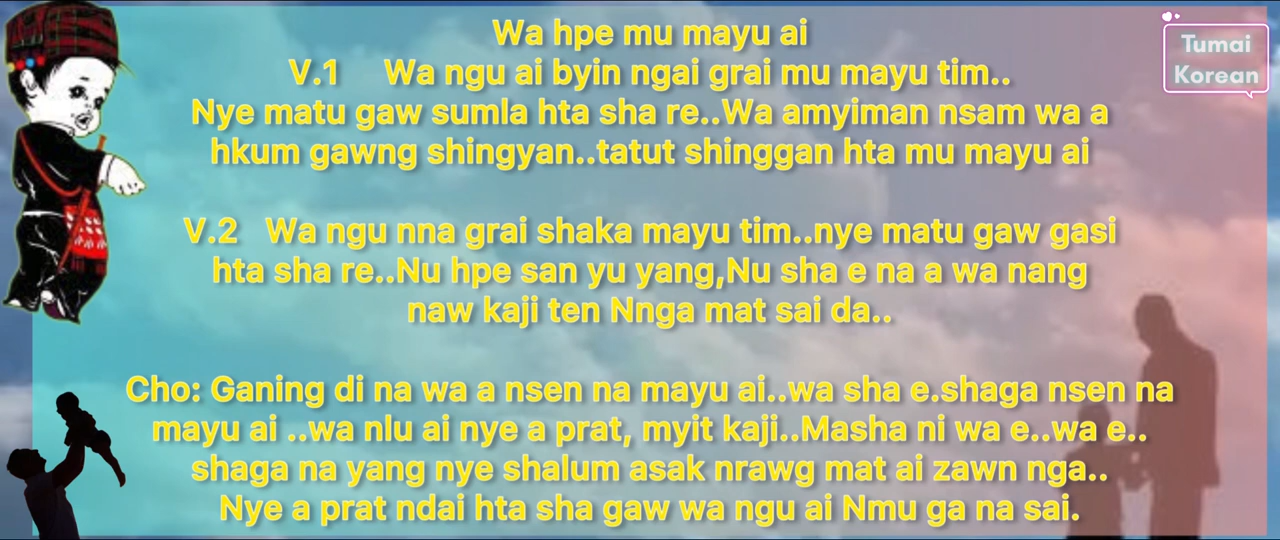 Wa hpe mu mayu ai
Tumai
Korean
V.1 Wa ngu ai byin ngai grai mu mayu tim..
Nye matu gaw sumla hta sha re..Wa amyiman nsam wa a
hkum gawng shingyan..tatut shinggan hta mu mayu ai
V.2 Wa ngu nna grai shaka mayu tim..nye matu gaw gasi
hta sha re..Nu hpe san yu yang,Nu sha e na a wa nang
naw kaji ten Nnga mat sai da..
Cho: Ganing di na wa a nsen na mayu ai..wa sha e.shaga nsen na
mayu ai ..wa nlu ai nye a prat, myit kaji..Masha ni wa e..wa e..
shaga na yang nye shalum asak nrawg mat ai zawn nga..
Nye a prat ndai hta sha gaw wa ngu ai Nmu ga na sai.